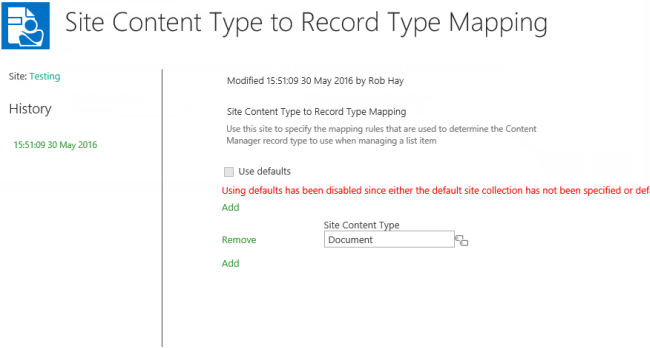 Site Content Type to Record Type Mapping
Site: Testing
History
15:51:09 30 May 2016
Modified 15:51:09 30 May 2016 by Rob Hay
Site Content Type to Record Type Mapping
Use this site to specify the mapping rules that are used to determine the Content
Manager record type to use when managing a list item
Use defaults
Using defaults has been disabled since either the default site collection has not been specified or
Add
Site Content Type
Remove
Document
Add